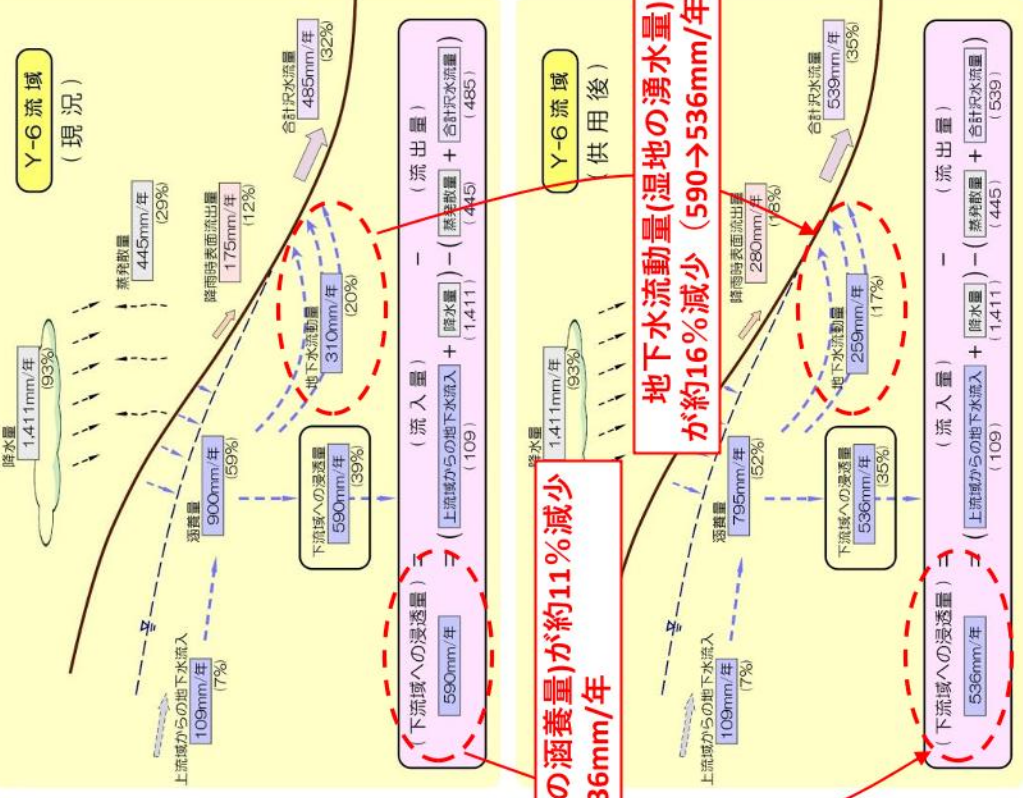 Y-6 流域
(現況)
降水量
1,411mm/年
(93%)
蒸発散量
445mm/年
(29%)
降雨時表面流出量
175mm/年
(12%)
合計沢水流量
485mm/年
(32%)
涵養量
900mm/年
(59%)
地下水流動量
310mm/年
(20%)
上流域からの地下水流入
109mm/年
(7%)
下流域への浸透量
590mm/年
(39%)
(下流域への浸透量) = (流入量) − (流出量)
590mm/年 = (上流域からの地下水流入 + 降水量) − (蒸発散量 + 合計沢水流量)
(109) (1,411) (445) (485)
Y-6 流域
(供用後)
降水量
1,411mm/年
(93%)
降雨時表面流出量
280mm/年
(18%)
合計沢水流量
539mm/年
(35%)
地下水流動量(湿地の湧水量)
が約16%減少 (590→536mm/年
涵養量
795mm/年
(52%)
地下水流動量
259mm/年
(17%)
上流域からの地下水流入
109mm/年
(7%)
下流域への浸透量
536mm/年
(35%)
の涵養量)が約11%減少
36mm/年
(下流域への浸透量) = (流入量) − (流出量)
536mm/年 = (上流域からの地下水流入 + 降水量) − (蒸発散量 + 合計沢水流量)
(109) (1,411) (445) (539)